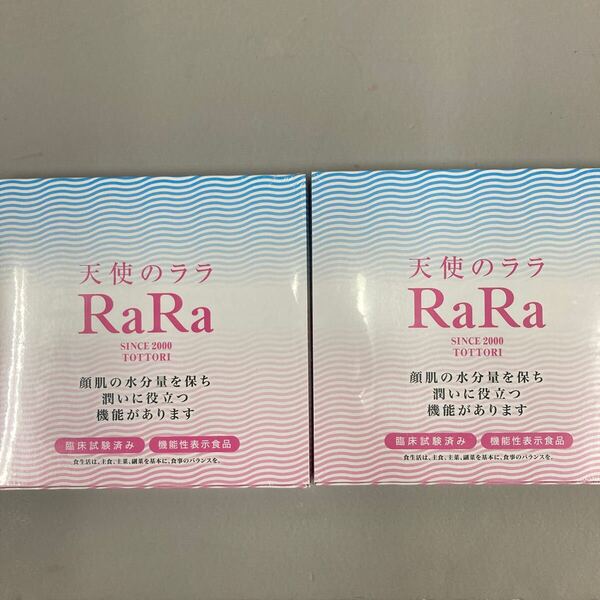 天使のララ
RaRa
SINCE 2000
TOTTORI
顔肌の水分量を保ち
潤いに役立つ
機能があります
臨床試験済み 機能性表示食品
食生活は、主食、主菜、副菜を基本に、食事のバランスを。
天使のララ
RaRa
SINCE 2000
TOTTORI
顔肌の水分量を保ち
潤いに役立つ
機能があります
臨床試験済み 機能性表示食品
食生活は、主食、主菜、副菜を基本に、食事のバランスを。